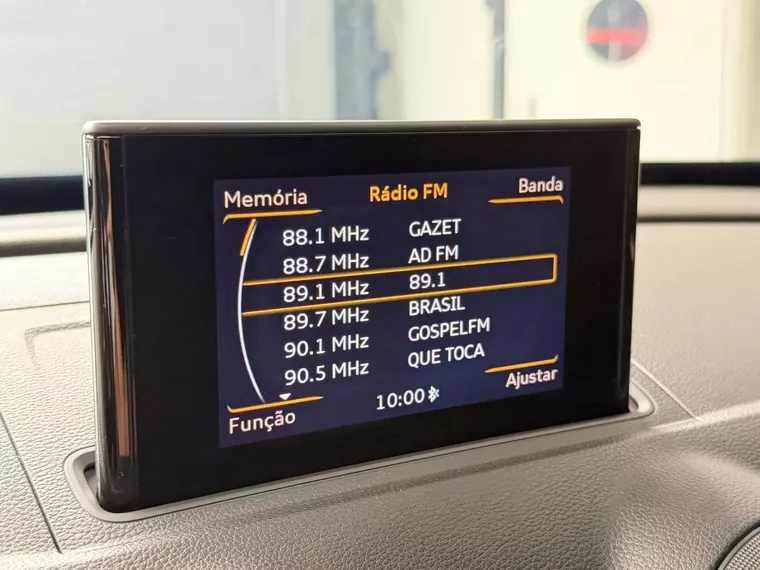 Memória Rádio FM Banda
88.1 MHz GAZET
88.7 MHz AD FM
89.1 MHz 89.1
89.7 MHz BRASIL
90.1 MHz GOSPELFM
90.5 MHz QUE TOCA
Função 10:00 Ajustar